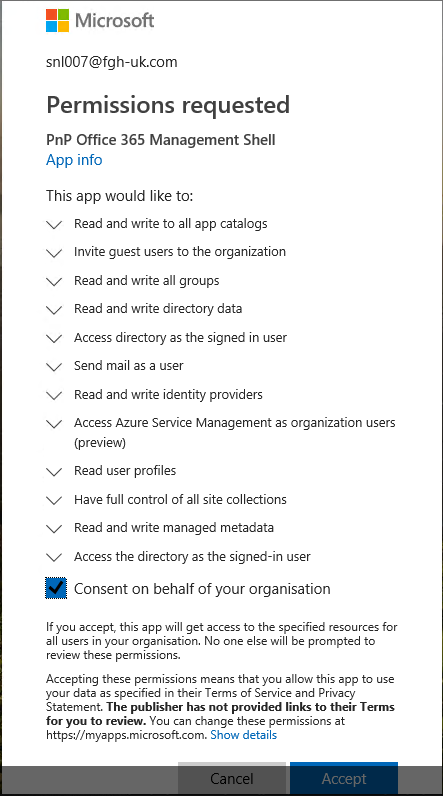 Microsoft
snl007@fgh-uk.com
Permissions requested
PnP Office 365 Management Shell
App info
This app would like to:
Read and write to all app catalogs
Invite guest users to the organization
Read and write all groups
Read and write directory data
Access directory as the signed in user
Send mail as a user
Read and write identity providers
Access Azure Service Management as organization users
(preview)
Read user profiles
Have full control of all site collections
Read and write managed metadata
Access the directory as the signed-in user
Consent on behalf of your organisation
If you accept, this app will get access to the specified resources for
all users in your organisation. No one else will be prompted to
review these permissions.
Accepting these permissions means that you allow this app to use
your data as specified in their Terms of Service and Privacy
Statement. The publisher has not provided links to their Terms
for you to review. You can change these permissions at
https://myapps.microsoft.com. Show details
Cancel
Accept